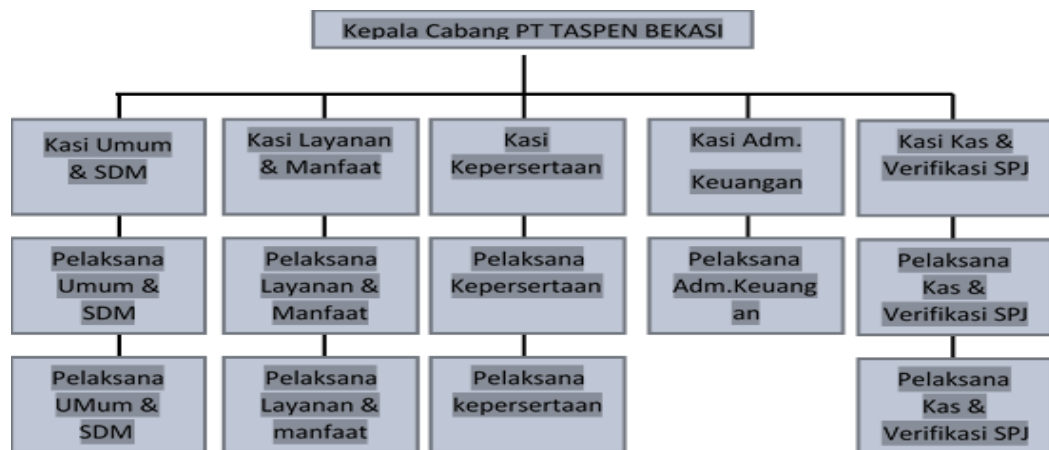 Kepala Cabang PT TASPEN BEKASI
Kasi Umum
& SDM
Kasi Layanan
& Manfaat
Kasi
Kepersertaan
Kasi Adm.
Keuangan
Kasi Kas &
Verifikasi SPJ
Pelaksana
Umum &
SDM
Pelaksana
Layanan &
Manfaat
Pelaksana
Kepersertaan
Pelaksana
Adm.Keuang
an
Pelaksana
Kas &
Verifikasi SPJ
Pelaksana
UMum &
SDM
Pelaksana
Layanan &
manfaat
Pelaksana
kepersertaan
Pelaksana
Kas &
Verifikasi SPJ